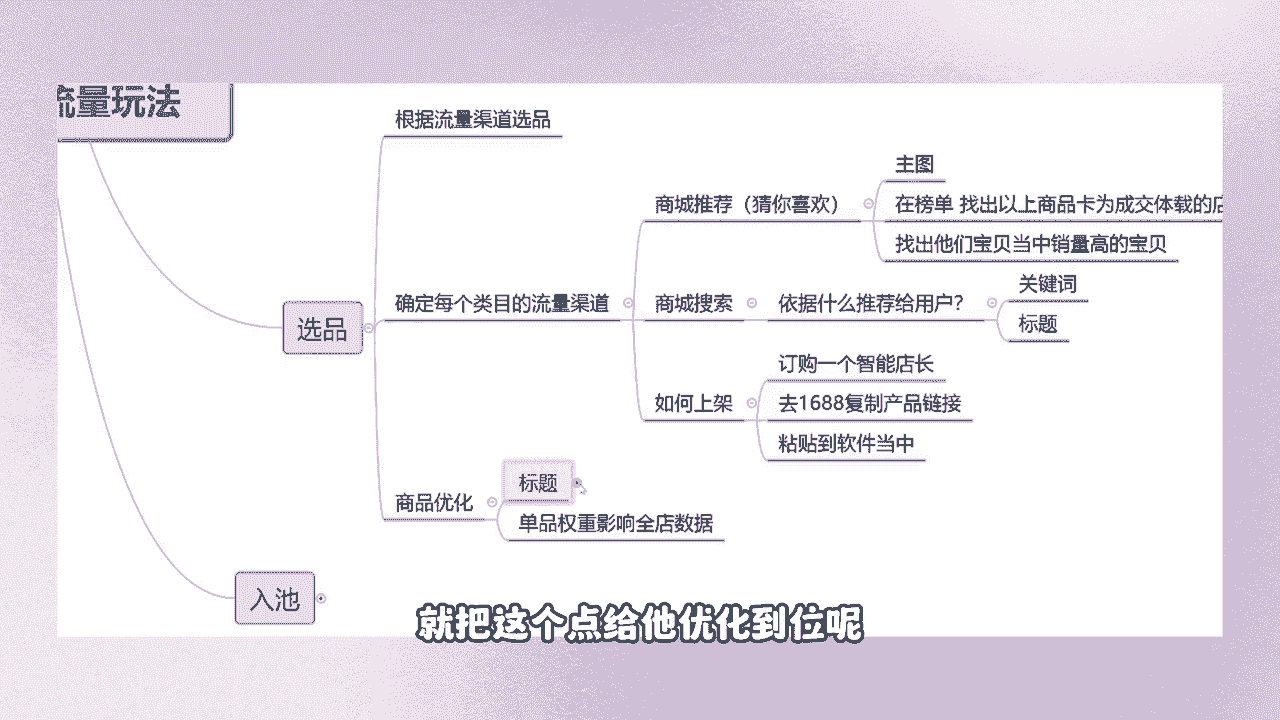 流量玩法
根据流量渠道选品
主图
商城推荐（猜你喜欢）
在榜单 找出以上商品卡为成交体载的店
找出他们宝贝当中销量高的宝贝
关键词
选品
确定每个类目的流量渠道
商城搜索
依据什么推荐给用户？
标题
订购一个智能店长
如何上架
去1688复制产品链接
粘贴到软件当中
标题
商品优化
单品权重影响全店数据
入池
就把这个点给他优化到位呢